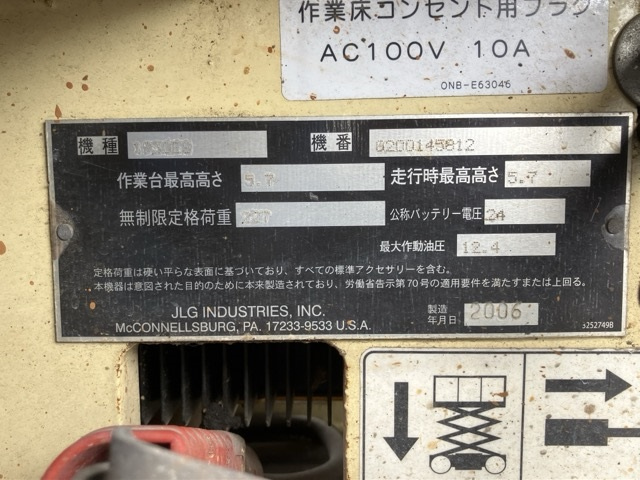 作業床コンセント用プラグ
AC100V 10A
ONB-E63046
機種 機番 0200145812
作業台最高高さ 5.7 走行時最高高さ 5.7
無制限定格荷重 227 公称バッテリー電圧 24
最大作動油圧 12.4
定格荷重は硬い平らな表面に基づいており、すべての標準アクセサリーを含む。
本機器は意図された目的のために本来製造されており、労働省告示第70号の適用要件を満たすまたは上回る。
JLG INDUSTRIES, INC.
McCONNELLSBURG, PA. 17233-9533 U.S.A.
製造年月日 2006
3252749B